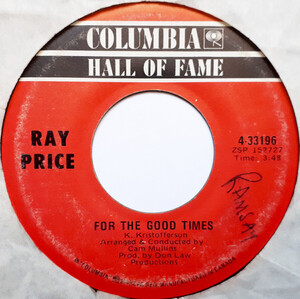 COLUMBIA
HALL OF FAME
RAY
PRICE
4-33196
ZSP 159727
Time: 3:48
RANSAY
FOR THE GOOD TIMES
K. Kristofferson
Arranged & Conducted by
Cam Mullins
Prod. by Don Law
Productions